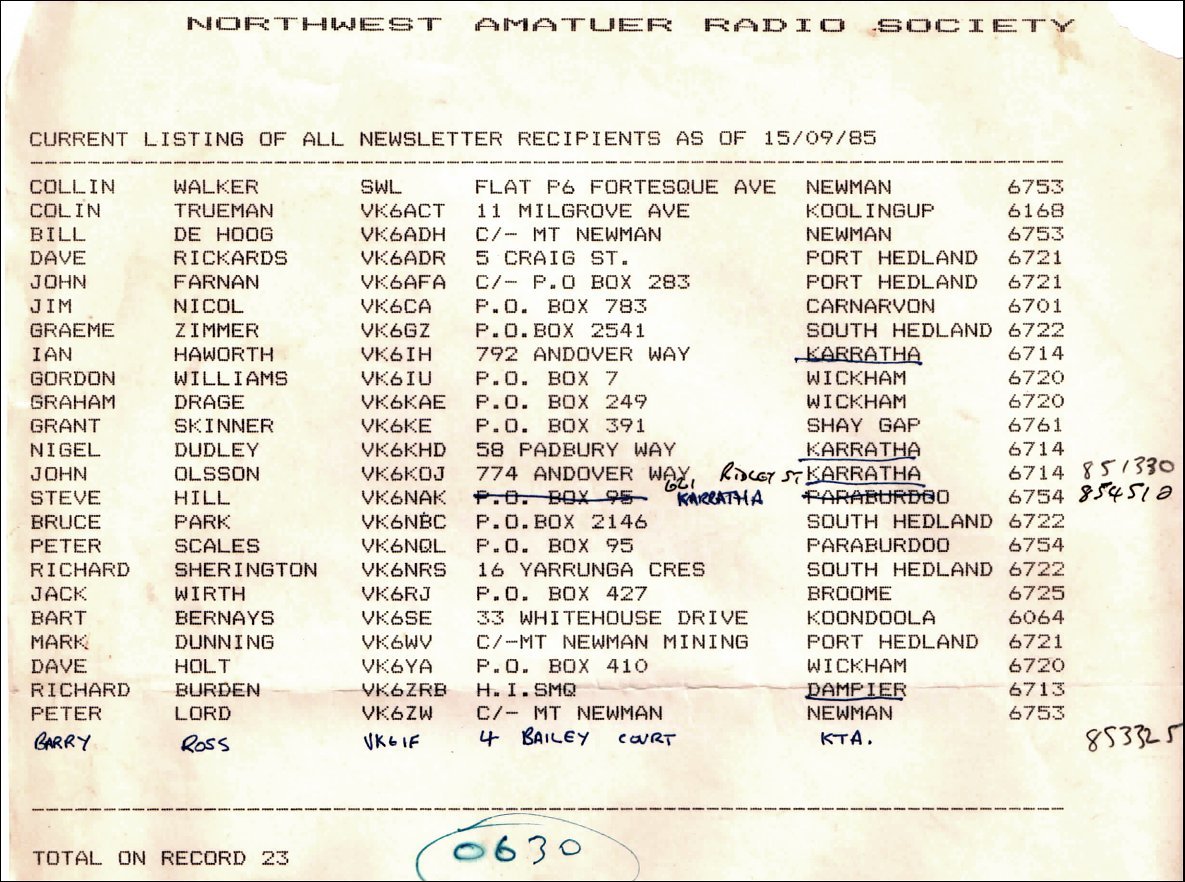 NORTHWEST AMATUER RADIO SOCIETY
CURRENT LISTING OF ALL NEWSLETTER RECIPIENTS AS OF 15/09/85
COLLIN WALKER SWL FLAT P6 FORTESQUE AVE NEWMAN 6753
COLIN TRUEMAN VK6ACT 11 MILGROVE AVE KOOLINGUP 6168
BILL DE HOOG VK6ADH C/- MT NEWMAN NEWMAN 6753
DAVE RICKARDS VK6ADR 5 CRAIG ST. PORT HEDLAND 6721
JOHN FARNAN VK6AFA C/- P.O BOX 283 PORT HEDLAND 6721
JIM NICOL VK6CA P.O. BOX 783 CARNARVON 6701
GRAEME ZIMMER VK6GZ P.O.BOX 2541 SOUTH HEDLAND 6722
IAN HAWORTH VK6IH 792 ANDOVER WAY KARRATHA 6714
GORDON WILLIAMS VK6IU P.O. BOX 7 WICKHAM 6720
GRAHAM DRAGE VK6KAE P.O. BOX 249 WICKHAM 6720
GRANT SKINNER VK6KE P.O. BOX 391 SHAY GAP 6761
NIGEL DUDLEY VK6KHD 58 PADBURY WAY KARRATHA 6714
JOHN OLSSON VK6KOJ 774 ANDOVER WAY KARRATHA 6714 851330
661 RIDLEY ST
STEVE HILL VK6NAK P.O. BOX 95 KARRATHA PARABURDOO 6754 854510
BRUCE PARK VK6NBC P.O.BOX 2146 SOUTH HEDLAND 6722
PETER SCALES VK6NQL P.O. BOX 95 PARABURDOO 6754
RICHARD SHERINGTON VK6NRS 16 YARRUNGA CRES SOUTH HEDLAND 6722
JACK WIRTH VK6RJ P.O. BOX 427 BROOME 6725
BART BERNAYS VK6SE 33 WHITEHOUSE DRIVE KOONDOOLA 6064
MARK DUNNING VK6WV C/-MT NEWMAN MINING PORT HEDLAND 6721
DAVE HOLT VK6YA P.O. BOX 410 WICKHAM 6720
RICHARD BURDEN VK6ZRB H.I.SMQ DAMPIER 6713
PETER LORD VK6ZW C/- MT NEWMAN NEWMAN 6753
BARRY ROSS VK6IF 4 BAILEY COURT KTA. 853325
TOTAL ON RECORD 23
0630